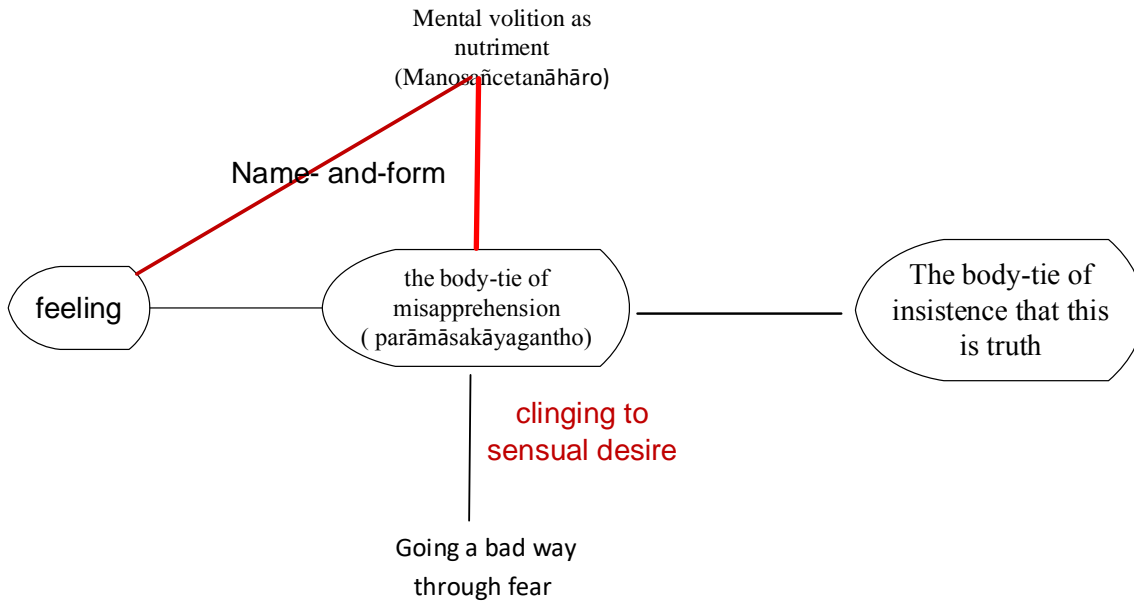 Mental volition as
nutriment
(Manosañcetanāhāro)
Name- and-form
feeling
the body-tie of
misapprehension
( parāmāsakāyagantho)
The body-tie of
insistence that this
is truth
clinging to
sensual desire
Going a bad way
through fear